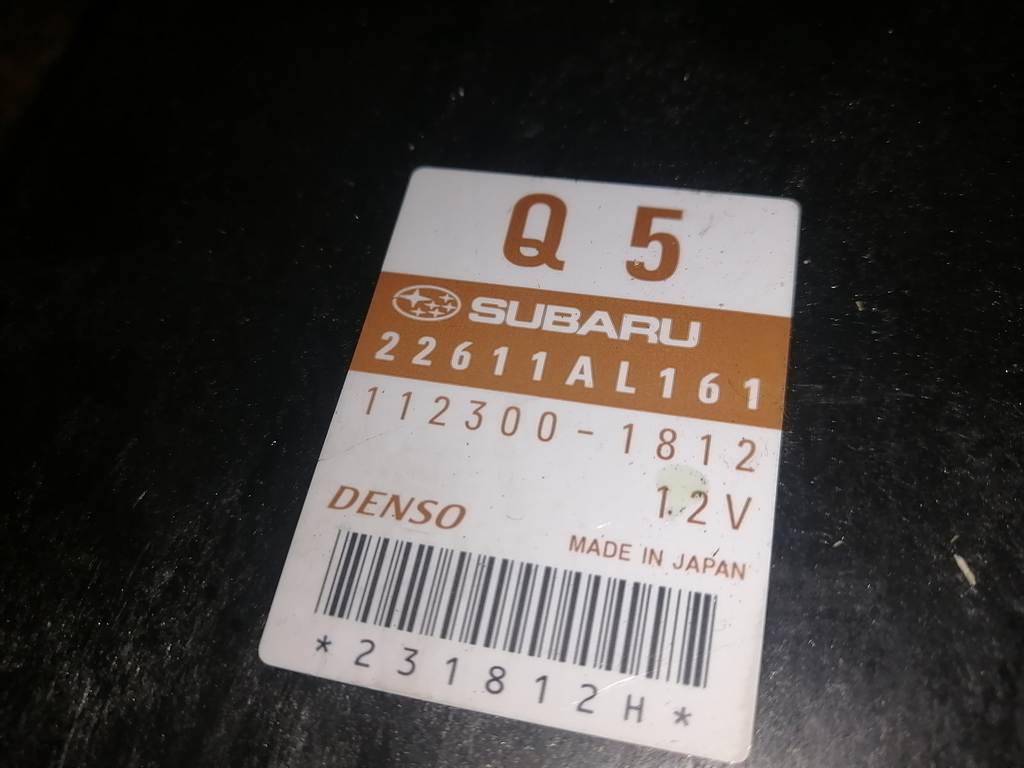 Q 5
SUBARU
22611AL161
112300-1812
12V
DENSO
MADE IN JAPAN
*231812H*